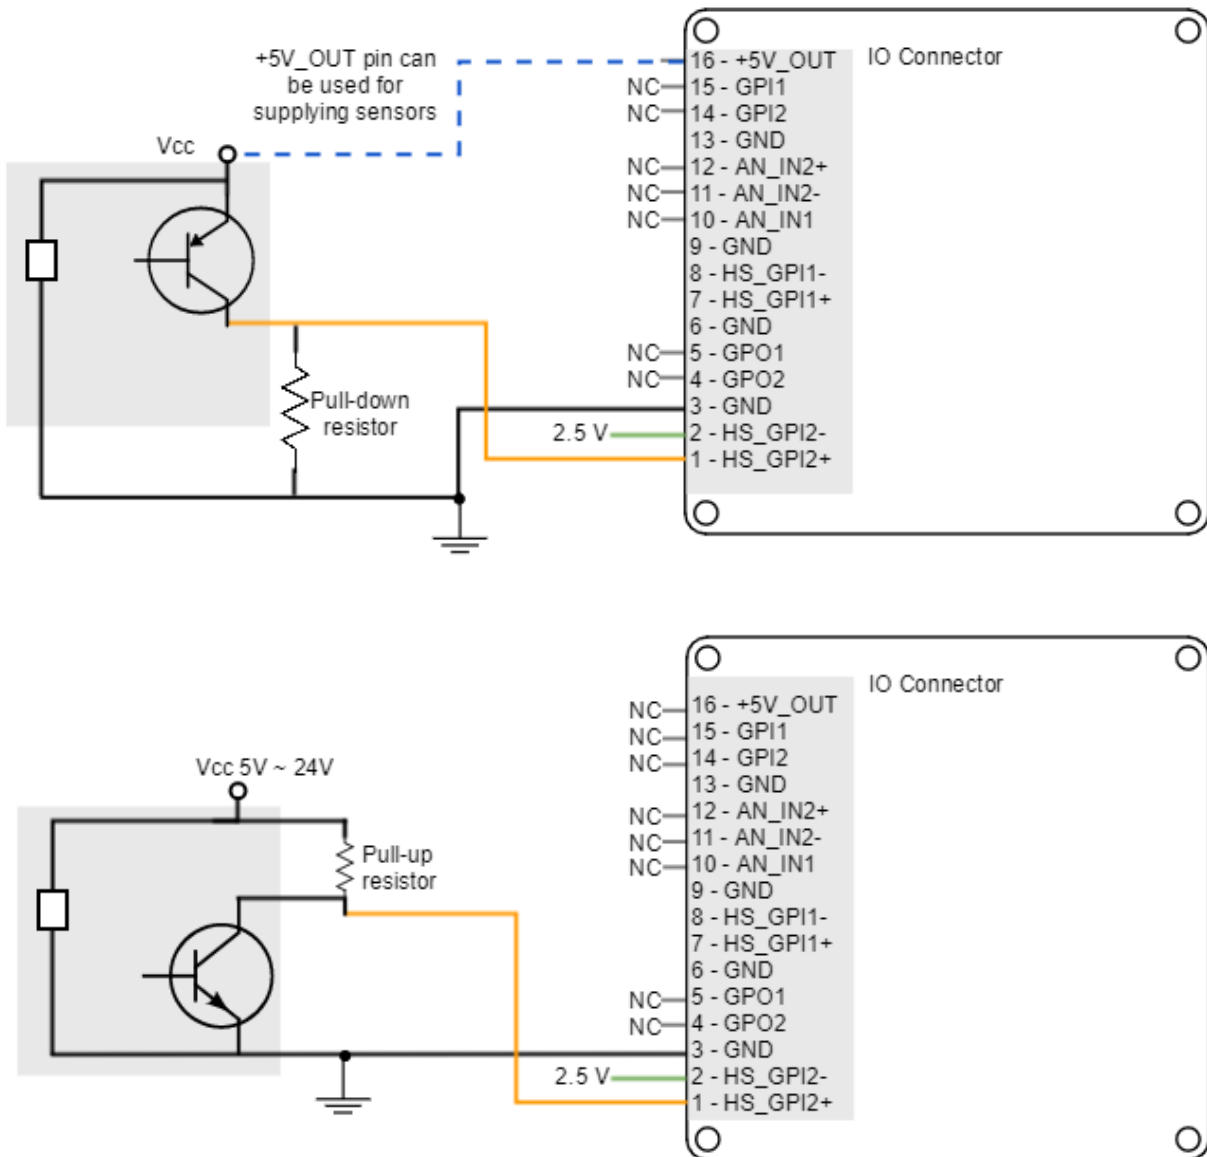 +5V_OUT pin can
be used for
supplying sensors
Vcc
IO Connector
16 - +5V_OUT
NC 15 - GPI1
NC 14 - GPI2
13 - GND
NC 12 - AN_IN2+
NC 11 - AN_IN2-
NC 10 - AN_IN1
9 - GND
8 - HS_GPI1-
7 - HS_GPI1+
6 - GND
NC 5 - GPO1
NC 4 - GPO2
3 - GND
2.5 V 2 - HS_GPI2-
1 - HS_GPI2+
Pull-down
resistor
IO Connector
NC 16 - +5V_OUT
NC 15 - GPI1
NC 14 - GPI2
13 - GND
NC 12 - AN_IN2+
NC 11 - AN_IN2-
NC 10 - AN_IN1
9 - GND
8 - HS_GPI1-
7 - HS_GPI1+
6 - GND
NC 5 - GPO1
NC 4 - GPO2
3 - GND
2.5 V 2 - HS_GPI2-
1 - HS_GPI2+
Vcc 5V ~ 24V
Pull-up
resistor